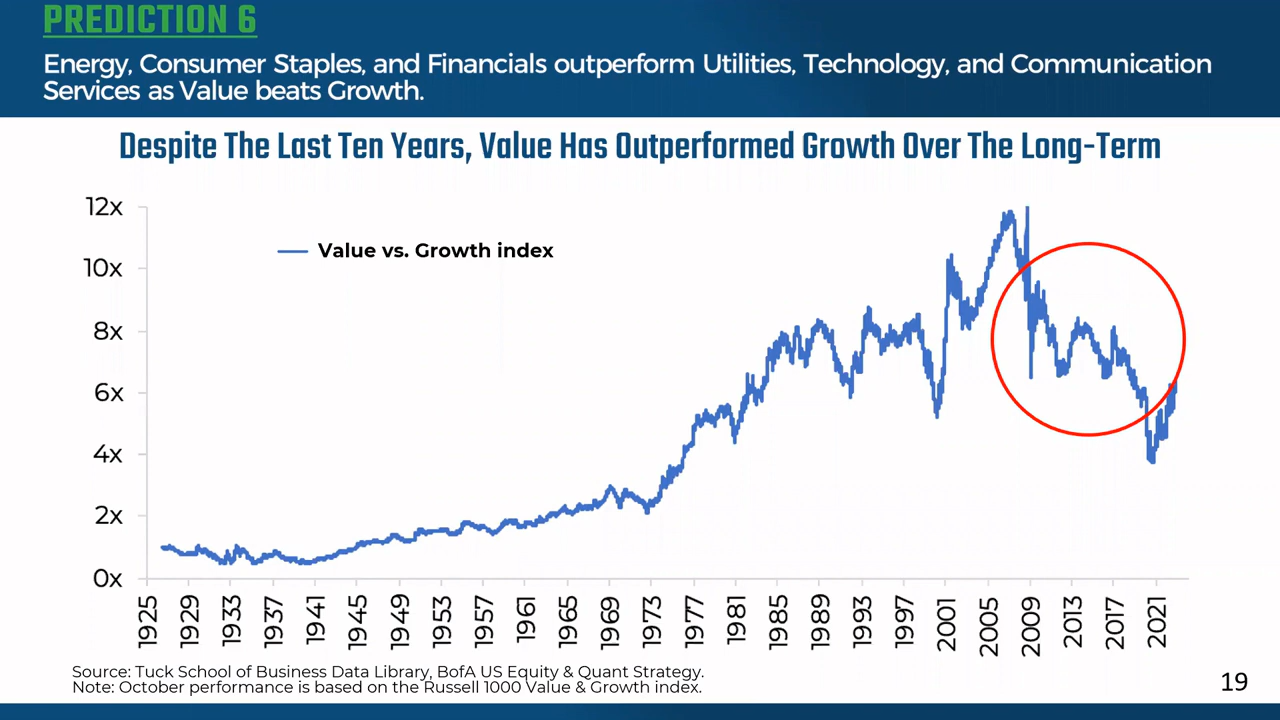 PREDICTION 6
Energy, Consumer Staples, and Financials outperform Utilities, Technology, and Communication
Services as Value beats Growth.
Despite The Last Ten Years, Value Has Outperformed Growth Over The Long-Term
12x
10x
8x
6x
4x
2x
0x
Value vs. Growth index
1925
1929
1933
1937
1941
1945
1949
1953
1957
1961
1965
1969
1973
1977
1981
1985
1989
1993
1997
2001
2005
2009
2013
2017
2021
Source: Tuck School of Business Data Library, BofA US Equity & Quant Strategy.
Note: October performance is based on the Russell 1000 Value & Growth index.
19